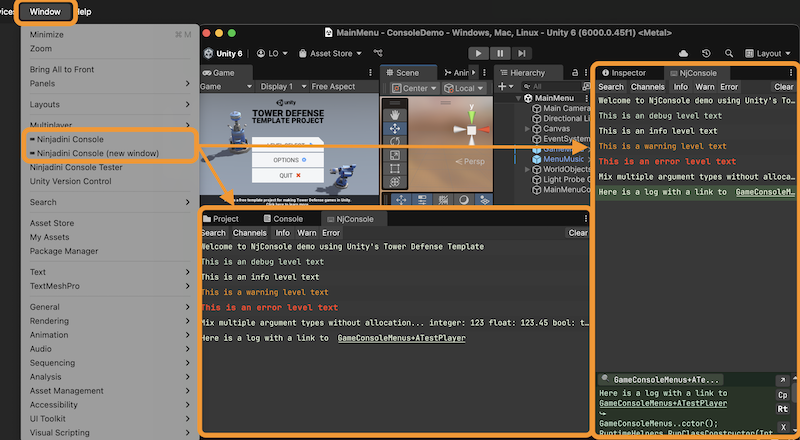 Window
Help
Minimize ⌘ M
Zoom
Bring All to Front
Panels
Layouts
Multiplayer
Ninjadini Console
Ninjadini Console (new window)
Ninjadini Console Tester
Unity Version Control
Search
Asset Store
My Assets
Package Manager
Text
TextMeshPro
General
Rendering
Animation
Audio
Sequencing
Analysis
Asset Management
Accessibility
UI Toolkit
Visual Scripting
MainMenu - ConsoleDemo - Windows, Mac, Linux - Unity 6 (6000.0.45f1) <Metal>
Unity 6 LO Asset Store Layout
Game
Game Display 1 Free Aspect
unity
TOWER DEFENSE
TEMPLATE PROJECT
OPTIONS
QUIT
Scene Anim
Center Local
x
Persp
Hierarchy
All
MainMenu
Main Camera
Directional Li
Canvas
EventSystem
MenuMusic
WorldObjects
Light Probe G
MainMenuCon
Project Console NjConsole
Search Channels Info Warn Error Clear
Welcome to NjConsole demo using Unity's Tower Defense Template
This is an debug level text
This is an info level text
This is a warning level text
This is an error level text
Mix multiple argument types without allocation... integer: 123 float: 123.45 bool: t...
Here is a log with a link to GameConsoleMenus+ATestPlayer
Inspector NjConsole
Search Channels Info Warn Error Clear
Welcome to NjConsole demo using Unity's To...
This is an debug level text
This is an info level text
This is a warning level text
This is an error level text
Mix multiple argument types without alloca...
Here is a log with a link to GameConsoleM...
GameConsoleMenus+ATe...
Here is a log with a link to
GameConsoleMenus+ATestPlayer
GameConsoleMenus..cctor();
RuntimeHelpers.RunClassConstructor(Int
Cp
Rt
X